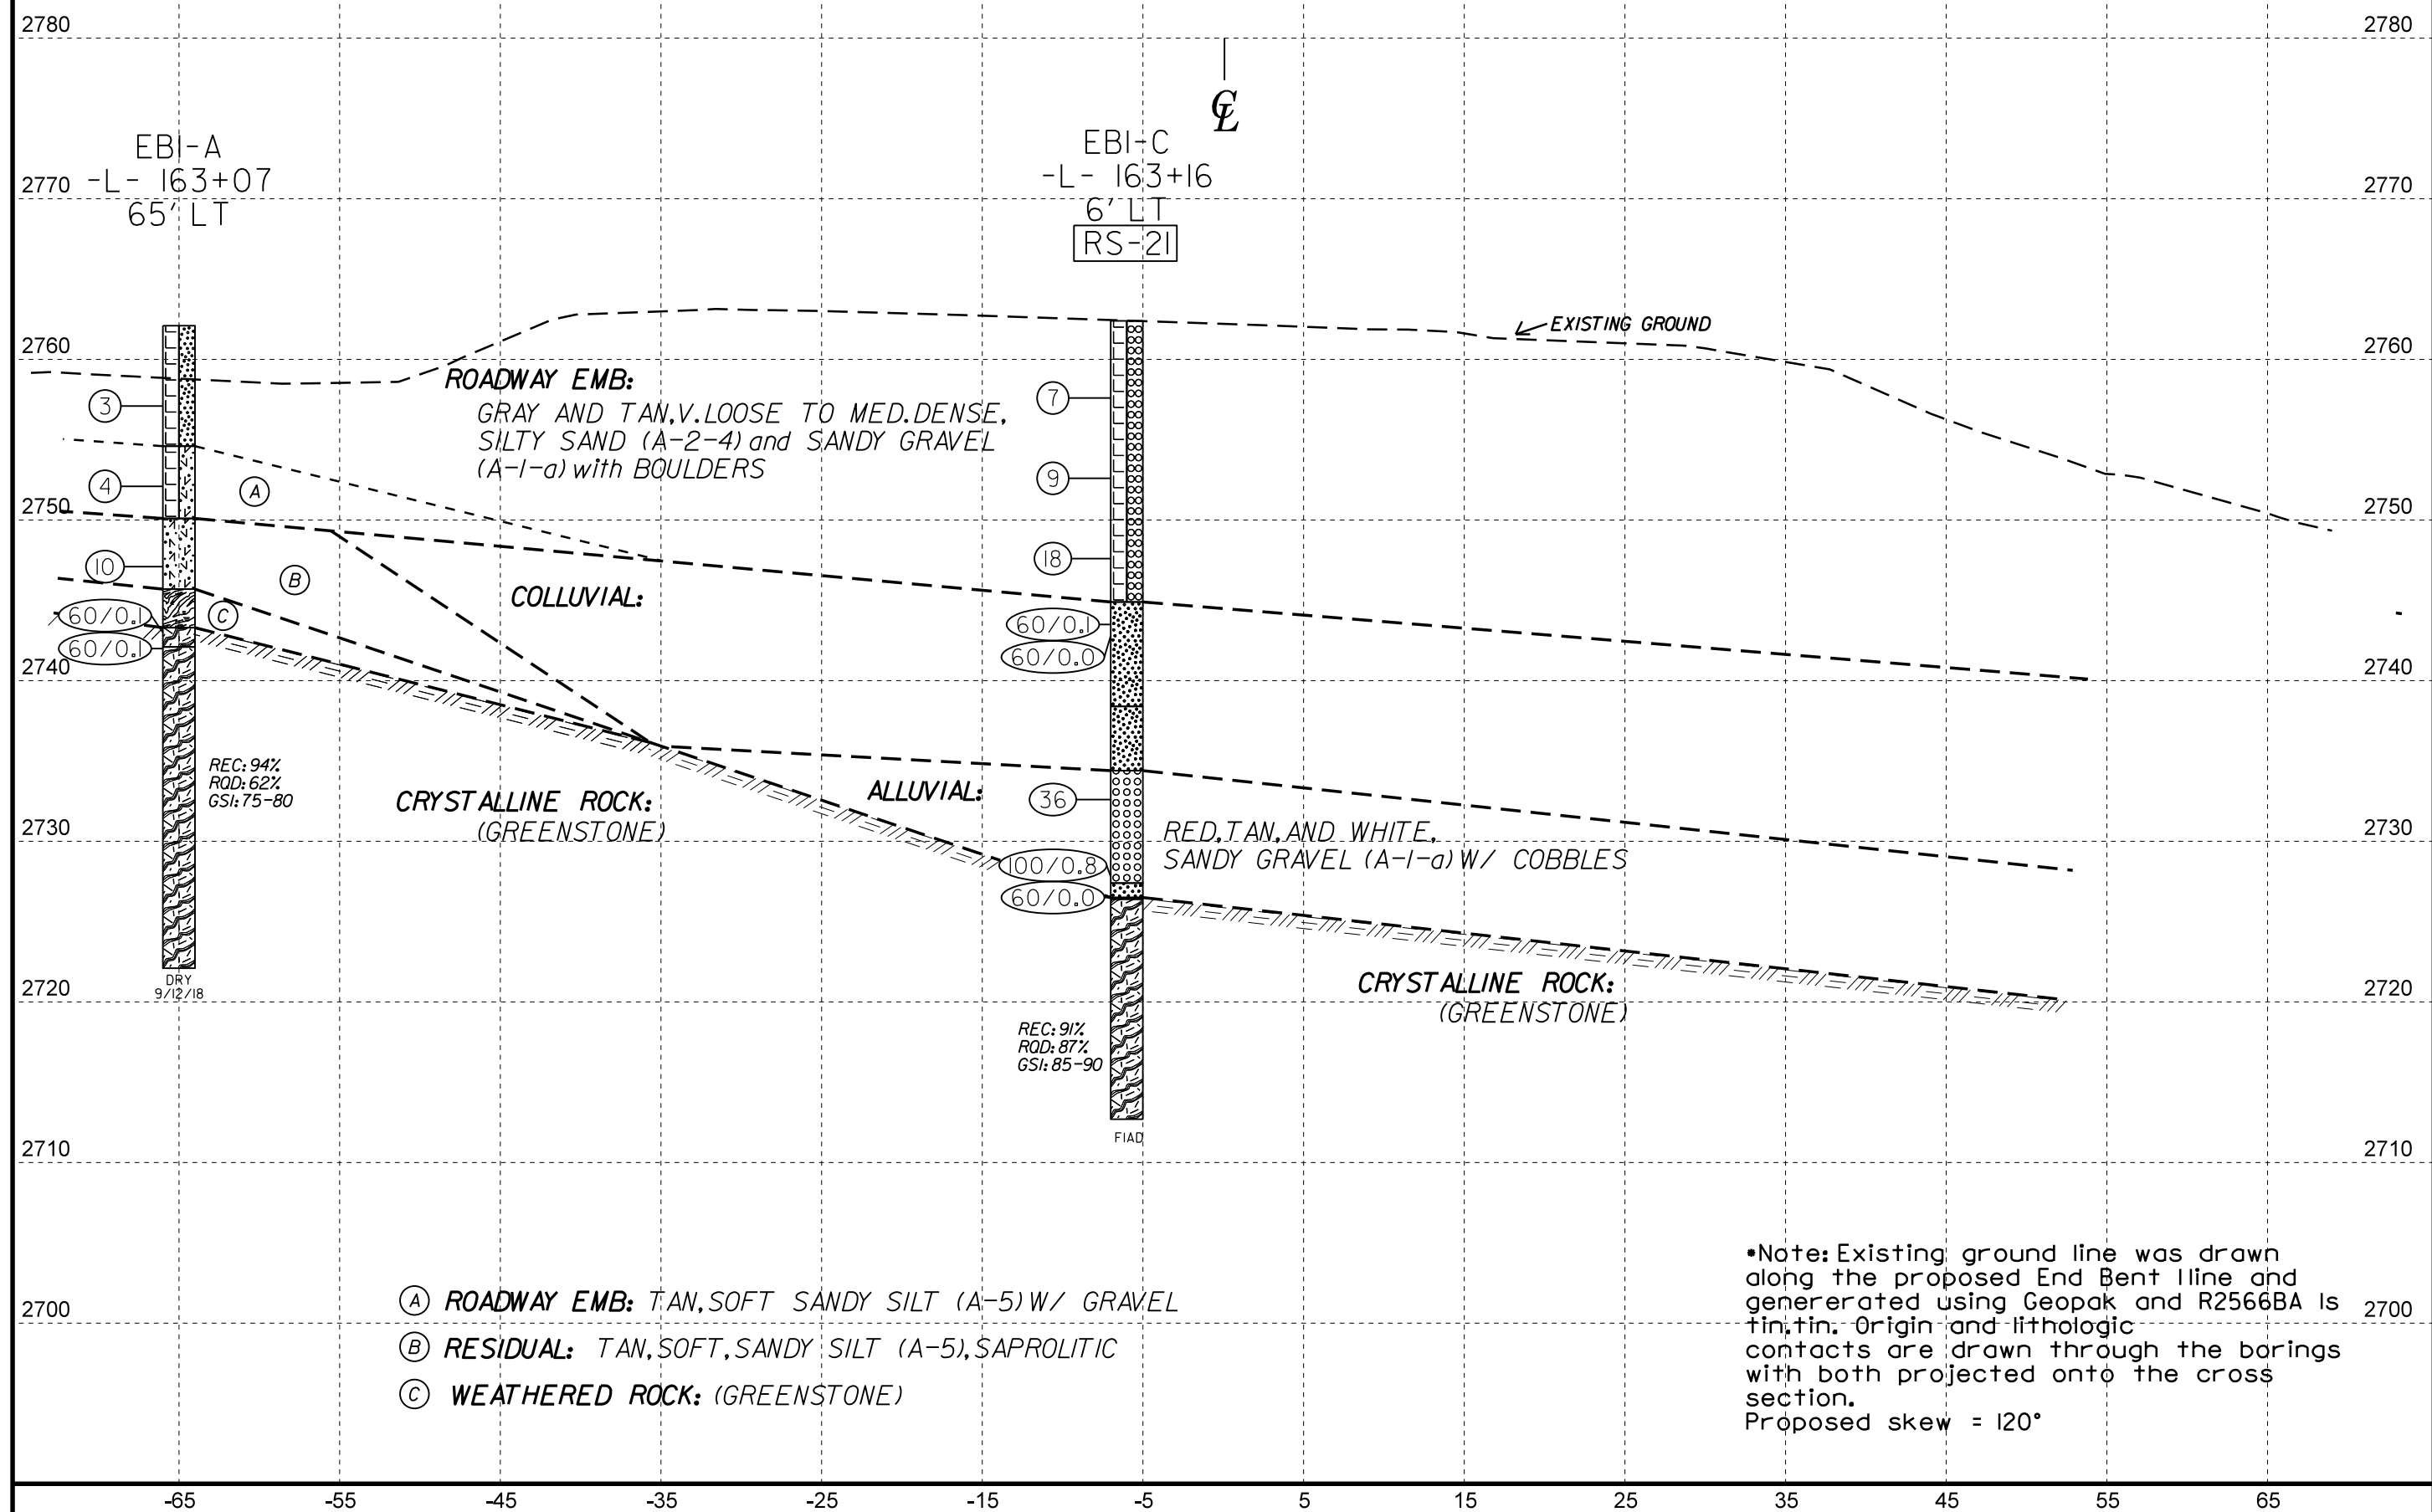 2780
2780
EB1-A
-L- 163+07
65' LT
℄
EB1-C
-L- 163+16
6' LT
RS-21
2770
2770
EXISTING GROUND
2760
2760
ROADWAY EMB:
GRAY AND TAN, V. LOOSE TO MED. DENSE,
SILTY SAND (A-2-4) and SANDY GRAVEL
(A-1-a) with BOULDERS
3
7
4
A
9
2750
2750
18
10
B
COLLUVIAL:
60/0.1
C
60/0.1
60/0.1
60/0.0
2740
2740
REC: 94%
RQD: 62%
GSI: 75-80
CRYSTALLINE ROCK:
(GREENSTONE)
ALLUVIAL:
36
2730
2730
RED, TAN, AND WHITE,
SANDY GRAVEL (A-1-a) W/ COBBLES
100/0.8
60/0.0
DRY
9/12/18
2720
2720
CRYSTALLINE ROCK:
(GREENSTONE)
REC: 91%
RQD: 87%
GSI: 85-90
FIAD
2710
2710
A ROADWAY EMB: TAN, SOFT SANDY SILT (A-5) W/ GRAVEL
B RESIDUAL: TAN, SOFT, SANDY SILT (A-5), SAPROLITIC
C WEATHERED ROCK: (GREENSTONE)
2700
2700
*Note: Existing ground line was drawn
along the proposed End Bent 1 line and
genererated using Geopak and R2566BA ls
tin.tin. Origin and lithologic
contacts are drawn through the borings
with both projected onto the cross
section.
Proposed skew = 120°
-65 -55 -45 -35 -25 -15 -5 5 15 25 35 45 55 65